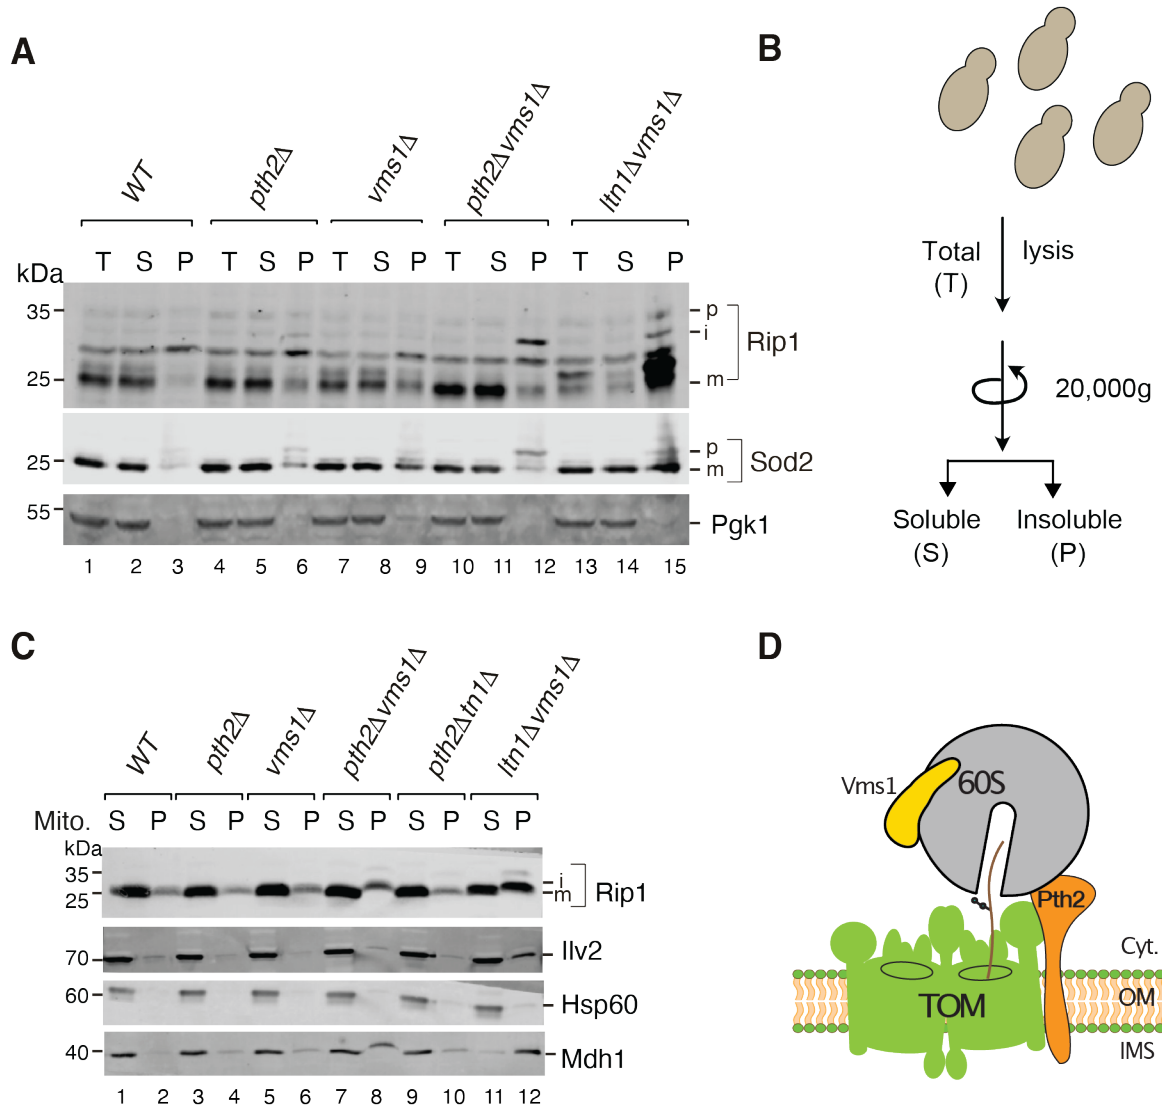 A
WT pth2Δ vms1Δ pth2Δvms1Δ ltn1Δvms1Δ
T S P T S P T S P T S P T S P
kDa
35
p
i
Rip1
25
m
p
25
m
Sod2
55
Pgk1
1 2 3 4 5 6 7 8 9 10 11 12 13 14 15
B
Total
(T)
lysis
20,000g
Soluble
(S)
Insoluble
(P)
C
WT pth2Δ vms1Δ pth2Δvms1Δ pth2Δtn1Δ ltn1Δvms1Δ
Mito. S P S P S P S P S P S P
kDa
35
i
25
m
Rip1
70
Ilv2
60
Hsp60
40
Mdh1
1 2 3 4 5 6 7 8 9 10 11 12
D
Vms1
60S
Pth2
Cyt.
TOM
OM
IMS